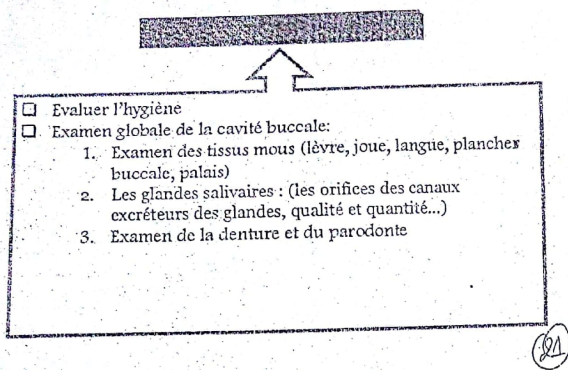 Evaluer l'hygiène
Examen globale de la cavité buccale:
1. Examen des tissus mous (lèvre, joue, langue, plancher
buccale, palais)
2. Les glandes salivaires : (les orifices des canaux
excréteurs des glandes, qualité et quantité...)
3. Examen de la denture et du parodonte
21